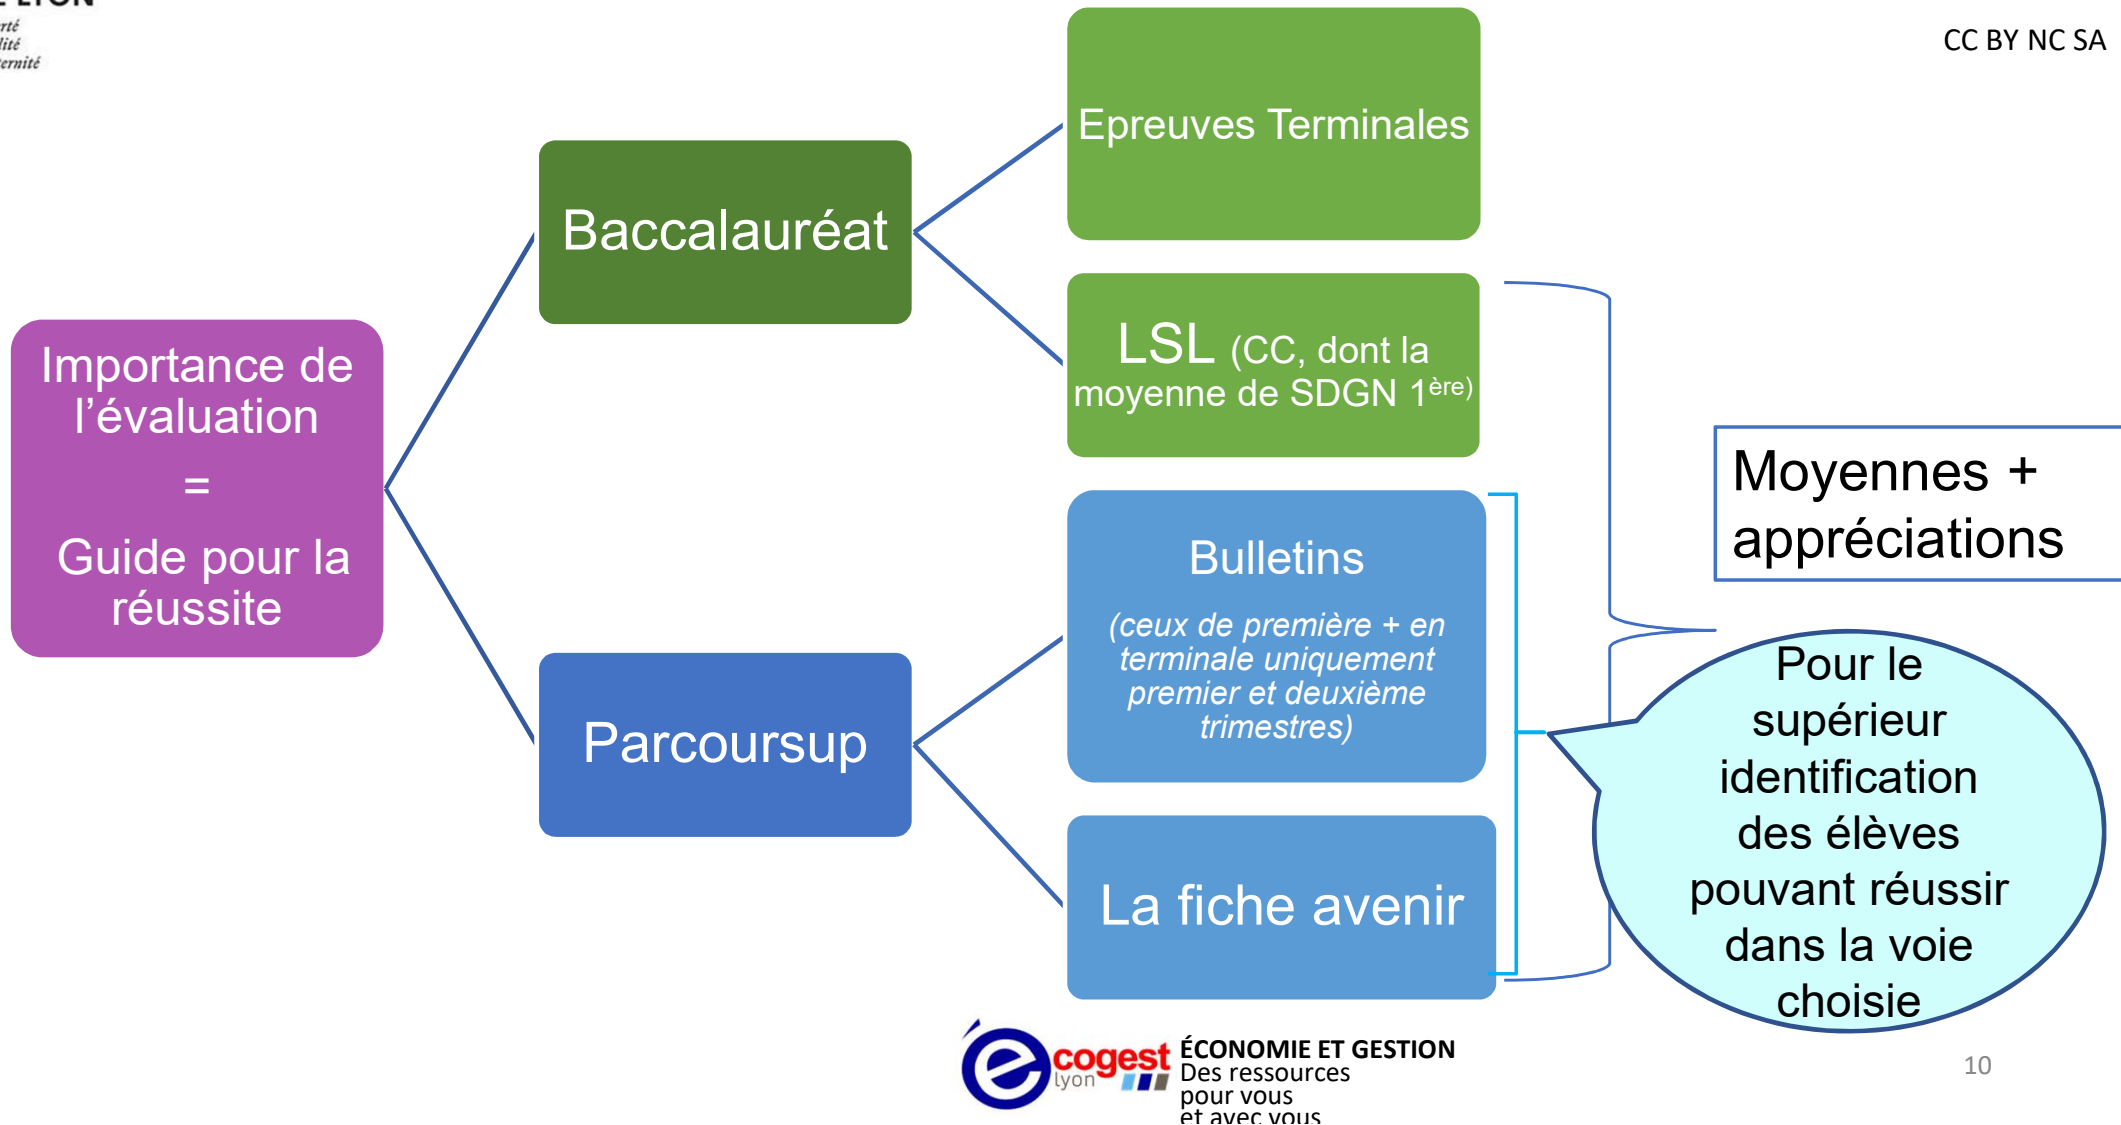 LYON
CC BY NC SA
Epreuves Terminales
Baccalauréat
LSL (CC, dont la
moyenne de SDGN 1ère)
Importance de
l’évaluation
=
Guide pour la
réussite
Moyennes +
appréciations
Bulletins
(ceux de première + en
terminale uniquement
premier et deuxième
trimestres)
Parcoursup
La fiche avenir
Pour le
supérieur
identification
des élèves
pouvant réussir
dans la voie
choisie
é cogest
Lyon
ÉCONOMIE ET GESTION
Des ressources
pour vous
et avec vous
10